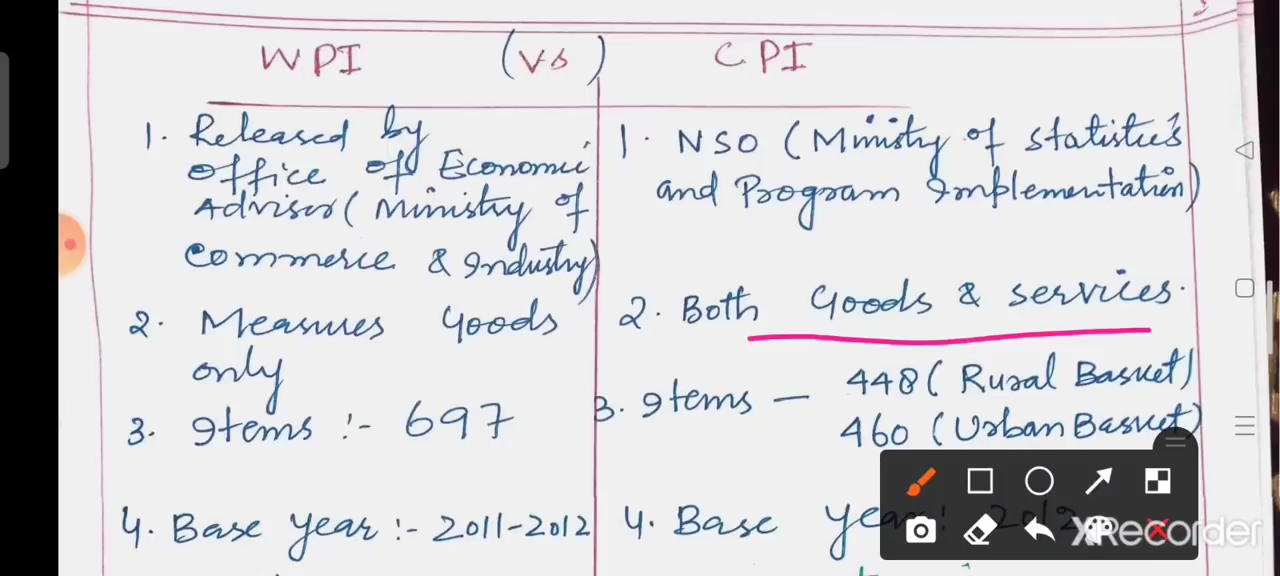 WPI (Vs) CPI
1. Released by
office of Economic
Advisor (Ministry of
Commerce & Industry)
2. Measures Goods
only
3. Items :- 697
4. Base year :- 2011-2012
1. NSO (Ministry of statistics
and Program Implementation)
2. Both Goods & services.
3. Items — 448 (Rural Basket)
460 (Urban Basket)
4. Base year : 2012
XRecorder